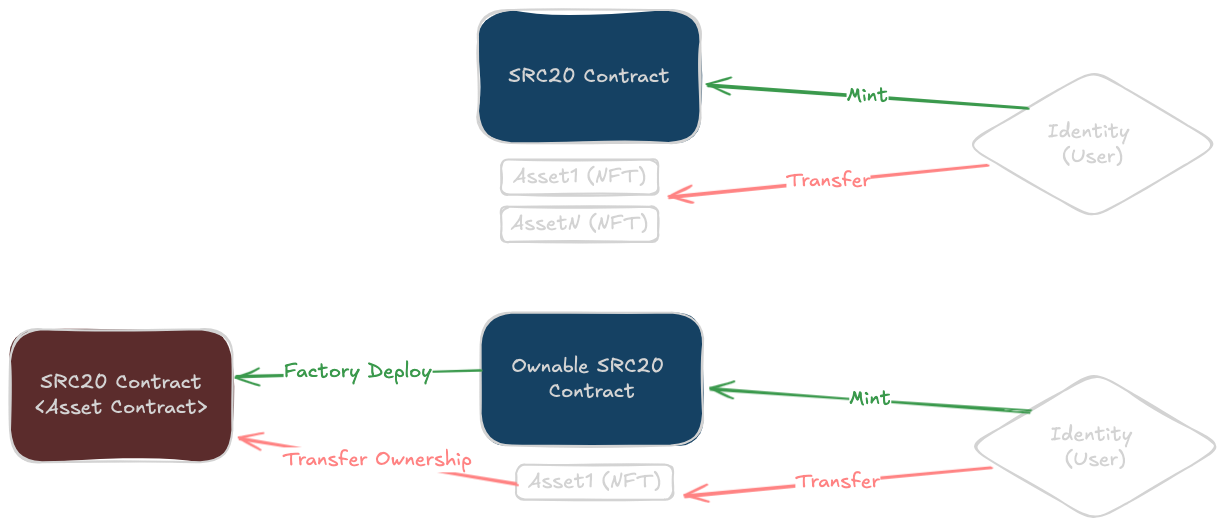 SRC20 Contract
Mint
Identity
(User)
Asset1 (NFT)
Transfer
AssetN (NFT)
SRC20 Contract
<Asset Contract>
Factory Deploy
Ownable SRC20
Contract
Mint
Identity
(User)
Transfer Ownership
Asset1 (NFT)
Transfer